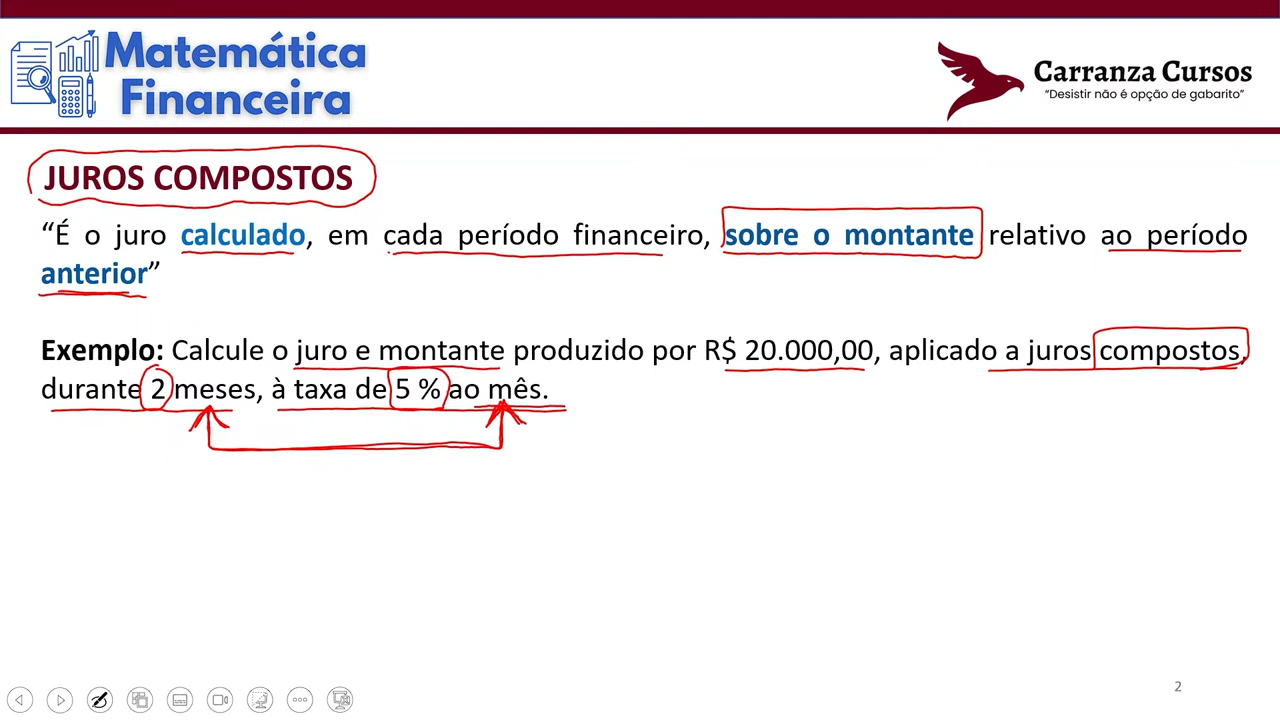 Matemática
Financeira
Carranza Cursos
“Desistir não é opção de gabarito”
JUROS COMPOSTOS
“É o juro calculado, em cada período financeiro, sobre o montante relativo ao período
anterior”
Exemplo: Calcule o juro e montante produzido por R$ 20.000,00, aplicado a juros compostos,
durante 2 meses, à taxa de 5 % ao mês.
2